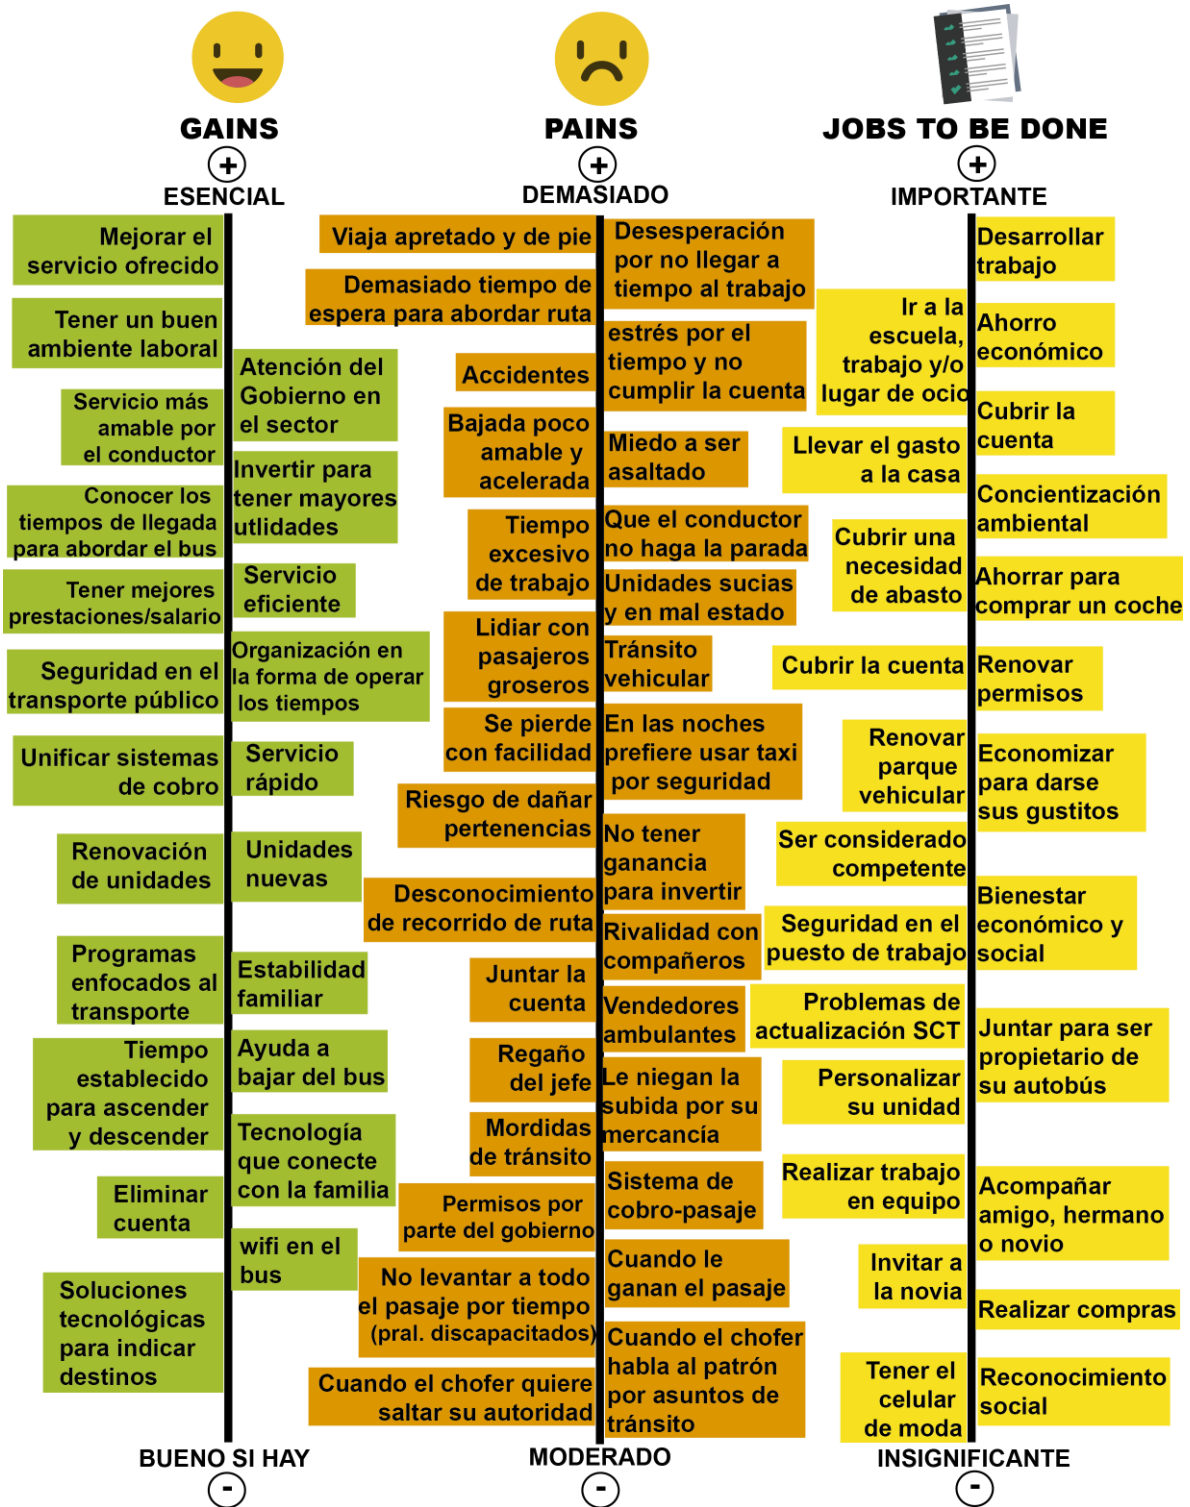 GAINS
+
ESENCIAL
Mejorar el
servicio ofrecido
Tener un buen
ambiente laboral
Atención del
Gobierno en
el sector
Servicio más
amable por
el conductor
Invertir para
tener mayores
utlidades
Conocer los
tiempos de llegada
para abordar el bus
Servicio
eficiente
Tener mejores
prestaciones/salario
Organización en
la forma de operar
los tiempos
Seguridad en el
transporte público
Unificar sistemas
de cobro
Servicio
rápido
Renovación
de unidades
Unidades
nuevas
Programas
enfocados al
transporte
Estabilidad
familiar
Tiempo
establecido
para ascender
y descender
Ayuda a
bajar del bus
Tecnología
que conecte
con la familia
Eliminar
cuenta
wifi en el
bus
Soluciones
tecnológicas
para indicar
destinos
BUENO SI HAY
-
PAINS
+
DEMASIADO
Viaja apretado y de pie
Desesperación
por no llegar a
tiempo al trabajo
Demasiado tiempo de
espera para abordar ruta
estrés por el
tiempo y no
cumplir la cuenta
Accidentes
Bajada poco
amable y
acelerada
Miedo a ser
asaltado
Tiempo
excesivo
de trabajo
Que el conductor
no haga la parada
Unidades sucias
y en mal estado
Lidiar con
pasajeros
groseros
Tránsito
vehicular
Se pierde
con facilidad
En las noches
prefiere usar taxi
por seguridad
Riesgo de dañar
pertenencias
No tener
ganancia
para invertir
Desconocimiento
de recorrido de ruta
Rivalidad con
compañeros
Juntar la
cuenta
Vendedores
ambulantes
Regaño
del jefe
Le niegan la
subida por su
mercancía
Mordidas
de tránsito
Sistema de
cobro-pasaje
Permisos por
parte del gobierno
Cuando le
ganan el pasaje
No levantar a todo
el pasaje por tiempo
(pral. discapacitados)
Cuando el chofer
habla al patrón
por asuntos de
tránsito
Cuando el chofer quiere
saltar su autoridad
MODERADO
-
JOBS TO BE DONE
+
IMPORTANTE
Desarrollar
trabajo
Ir a la
escuela,
trabajo y/o
lugar de ocio
Ahorro
económico
Cubrir la
cuenta
Llevar el gasto
a la casa
Concientización
ambiental
Cubrir una
necesidad
de abasto
Ahorrar para
comprar un coche
Cubrir la cuenta
Renovar
permisos
Renovar
parque
vehicular
Economizar
para darse
sus gustitos
Ser considerado
competente
Bienestar
económico y
social
Seguridad en el
puesto de trabajo
Problemas de
actualización SCT
Juntar para ser
propietario de
su autobús
Personalizar
su unidad
Realizar trabajo
en equipo
Acompañar
amigo, hermano
o novio
Invitar a
la novia
Realizar compras
Tener el
celular
de moda
Reconocimiento
social
INSIGNIFICANTE
-